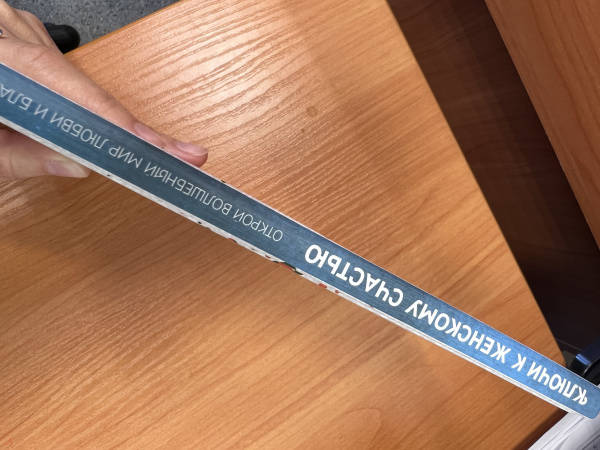 КЛЮЧИ К ЖЕНСКОМУ СЧАСТЬЮ
ОТКРОЙ ВОЛШЕБНЫЙ МИР ЛЮБВИ И